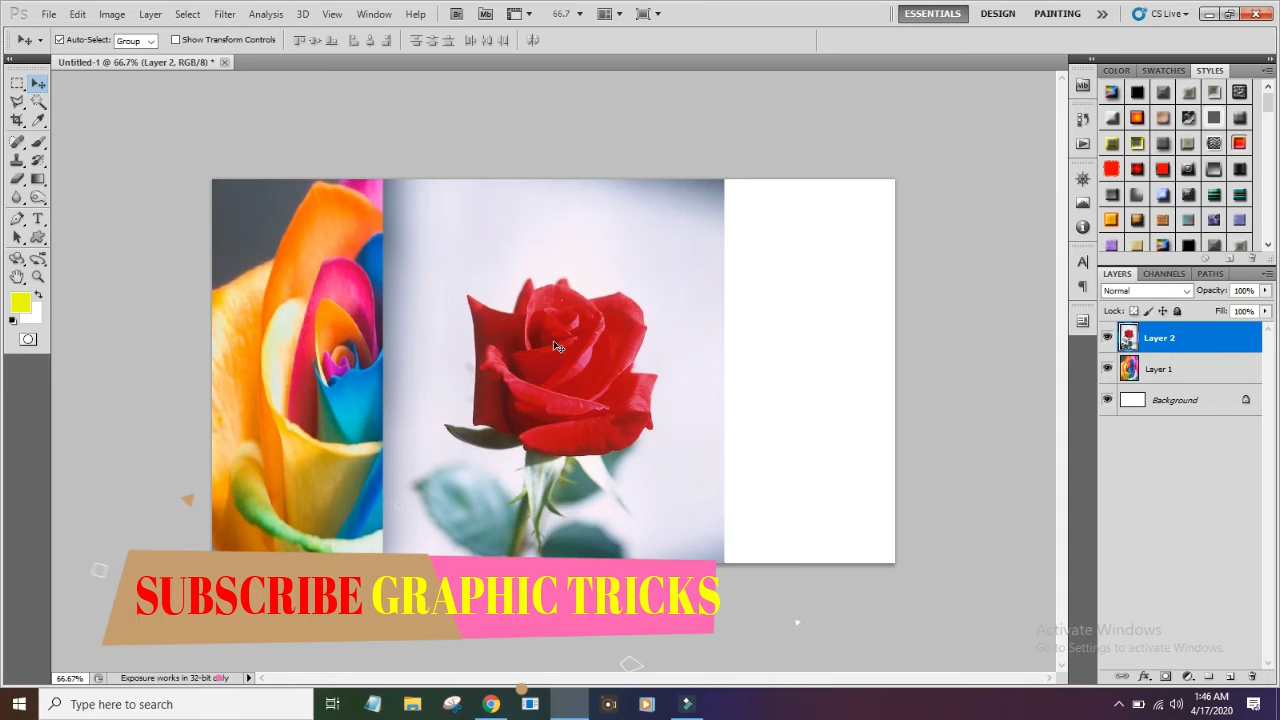 Ps File Edit Image Layer Select Filter Analysis 3D View Window Help Br Mb 66.7 ESSENTIALS DESIGN PAINTING CS Live
Auto-Select: Group Show Transform Controls
Untitled-1 @ 66.7% (Layer 2, RGB/8) *
COLOR SWATCHES STYLES
LAYERS CHANNELS PATHS
Normal Opacity: 100%
Lock: Fill: 100%
Layer 2
Layer 1
Background
SUBSCRIBE GRAPHIC TRICKS
Activate Windows
Go to Settings to activate Windows.
66.67% Exposure works in 32-bit only
Type here to search
1:46 AM
4/17/2020